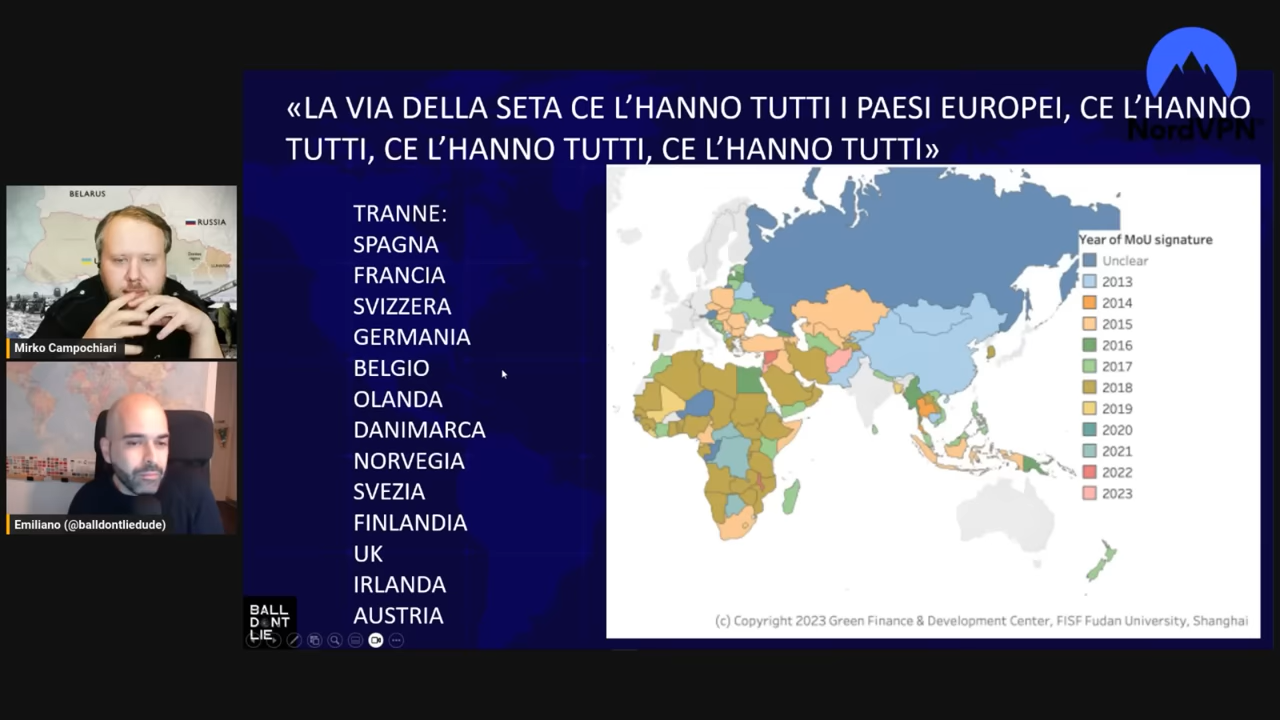 «LA VIA DELLA SETA CE L'HANNO TUTTI I PAESI EUROPEI, CE L'HANNO
TUTTI, CE L'HANNO TUTTI, CE L'HANNO TUTTI»
NordVPN
TRANNE:
SPAGNA
FRANCIA
SVIZZERA
GERMANIA
BELGIO
OLANDA
DANIMARCA
NORVEGIA
SVEZIA
FINLANDIA
UK
IRLANDA
AUSTRIA
Year of MoU signature
Unclear
2013
2014
2015
2016
2017
2018
2019
2020
2021
2022
2023
(c) Copyright 2023 Green Finance & Development Center, FISF Fudan University, Shanghai
BELARUS
RUSSIA
Mirko Campochiari
Emiliano (@balldontliedude)
BALL
DONT
LIE